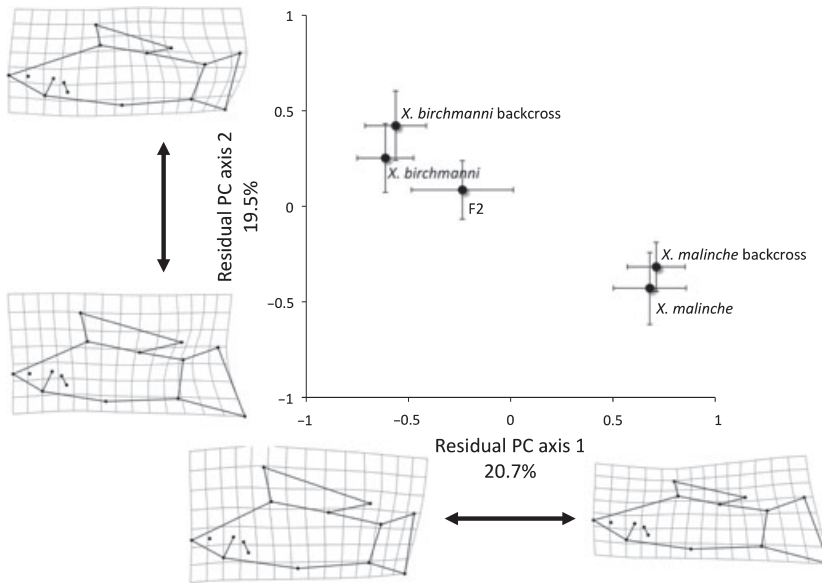 1
X. birchmanni backcross
0.5
X. birchmanni
Residual PC axis 2
19.5%
0
F2
X. malinche backcross
−0.5
X. malinche
−1
−1
−0.5
0
0.5
1
Residual PC axis 1
20.7%